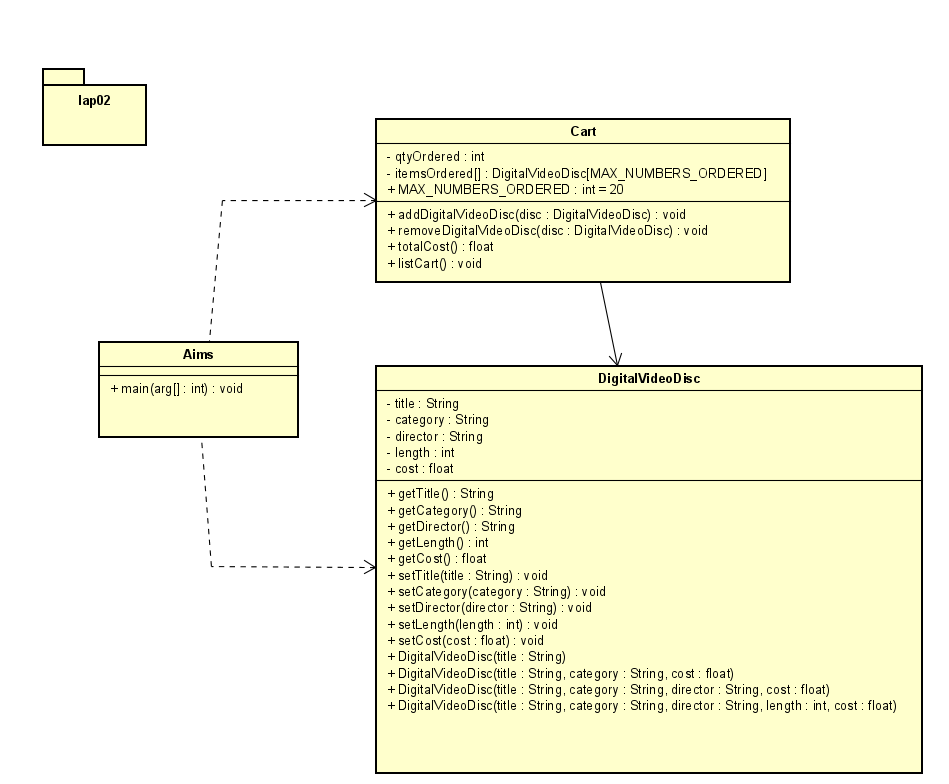 lap02
Cart
- qtyOrdered : int
- itemsOrdered[] : DigitalVideoDisc[MAX_NUMBERS_ORDERED]
+ MAX_NUMBERS_ORDERED : int = 20
+ addDigitalVideoDisc(disc : DigitalVideoDisc) : void
+ removeDigitalVideoDisc(disc : DigitalVideoDisc) : void
+ totalCost() : float
+ listCart() : void
Aims
+ main(arg[] : int) : void
DigitalVideoDisc
- title : String
- category : String
- director : String
- length : int
- cost : float
+ getTitle() : String
+ getCategory() : String
+ getDirector() : String
+ getLength() : int
+ getCost() : float
+ setTitle(title : String) : void
+ setCategory(category : String) : void
+ setDirector(director : String) : void
+ setLength(length : int) : void
+ setCost(cost : float) : void
+ DigitalVideoDisc(title : String)
+ DigitalVideoDisc(title : String, category : String, cost : float)
+ DigitalVideoDisc(title : String, category : String, director : String, cost : float)
+ DigitalVideoDisc(title : String, category : String, director : String, length : int, cost : float)